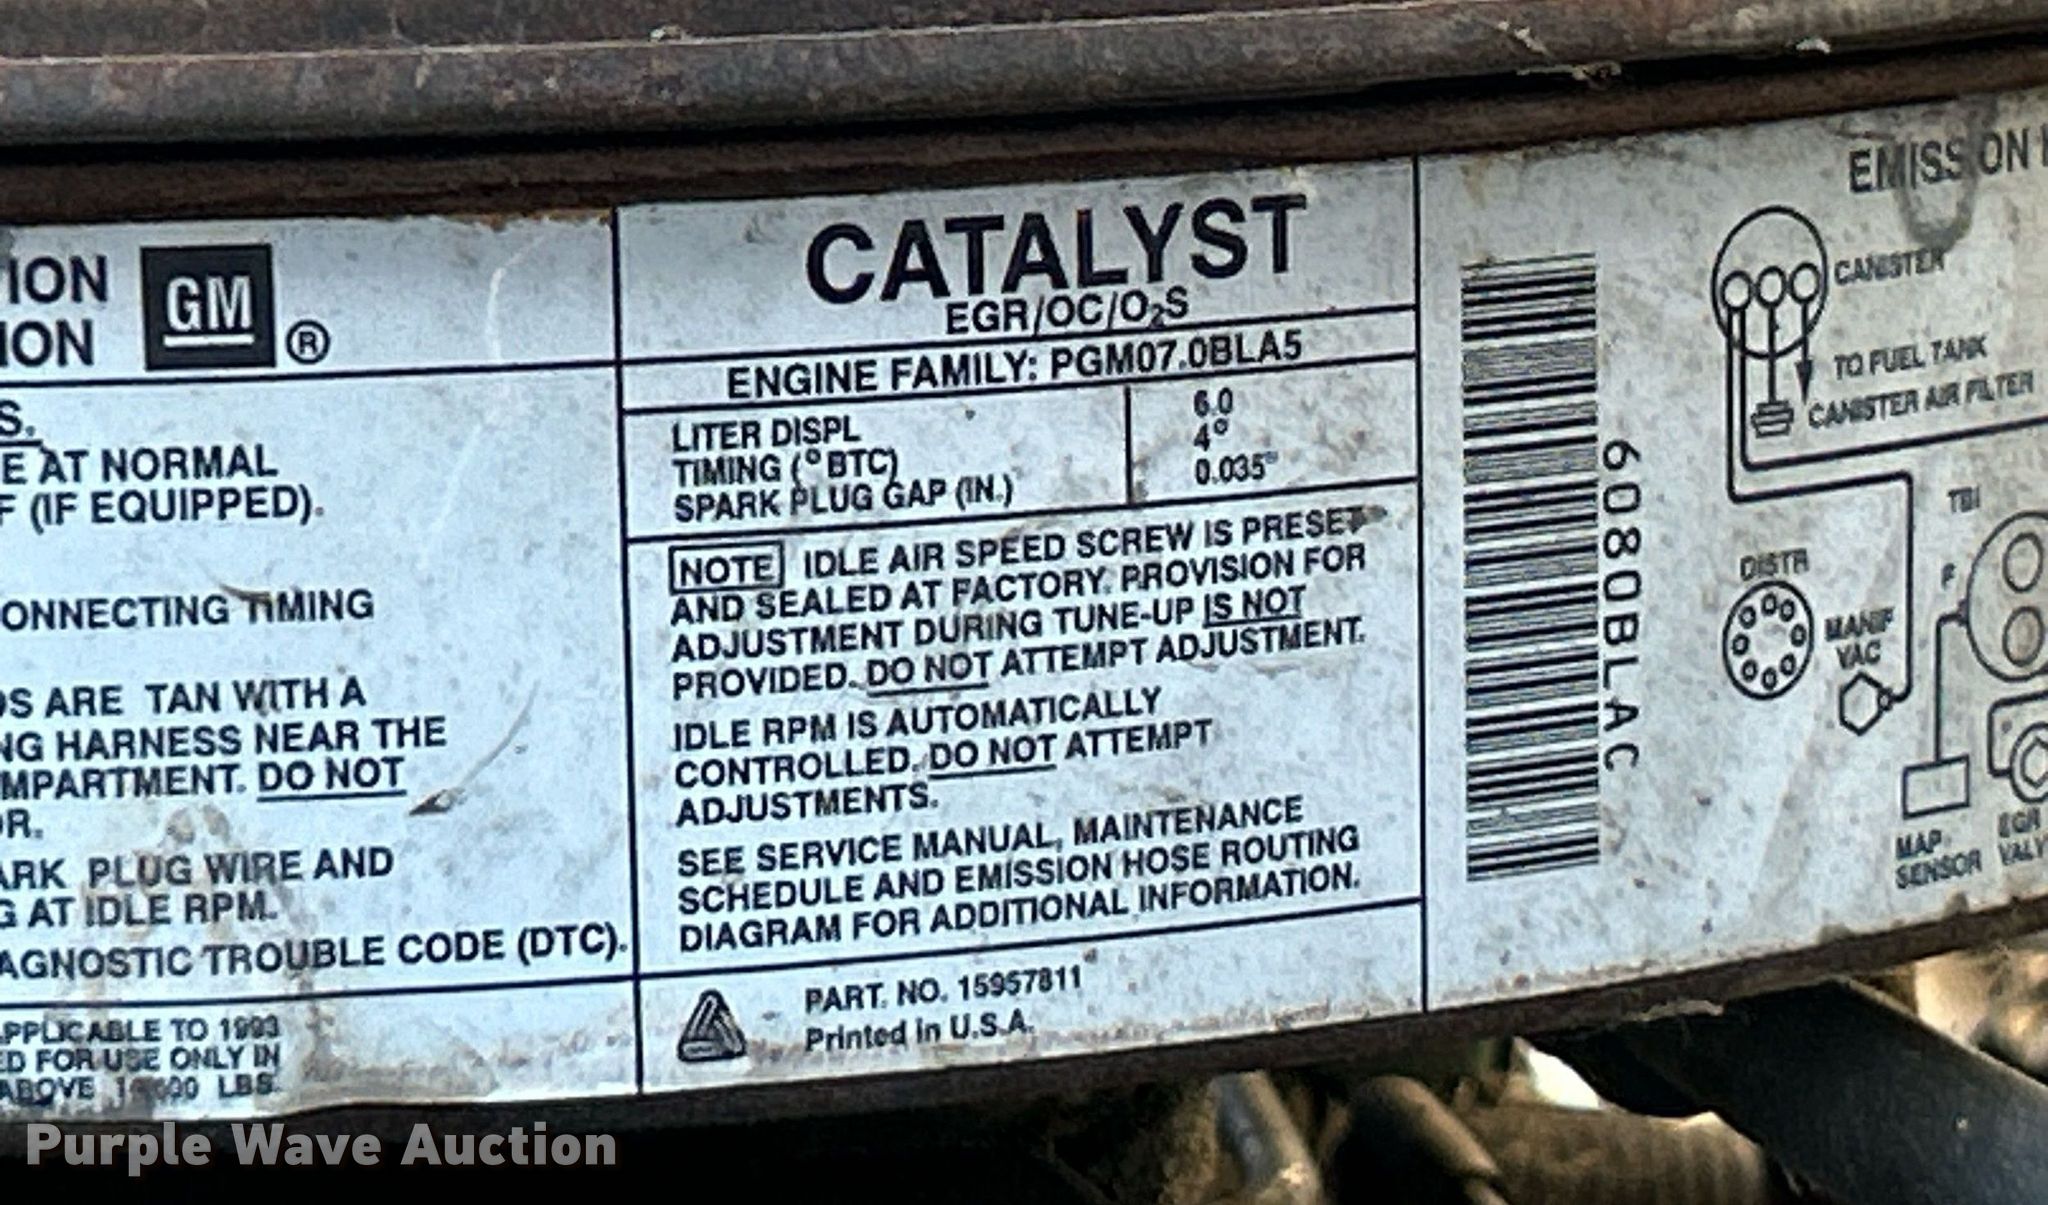 ION
ION
GM
®
S.
E AT NORMAL
F (IF EQUIPPED).
ONNECTING TIMING
OS ARE TAN WITH A
NG HARNESS NEAR THE
MPARTMENT. DO NOT
OR.
ARK PLUG WIRE AND
G AT IDLE RPM.
AGNOSTIC TROUBLE CODE (DTC).
APPLICABLE TO 1993
ED FOR USE ONLY IN
ABOVE LBS.
CATALYST
EGR/OC/O₂S
ENGINE FAMILY: PGM07.0BLA5
LITER DISPL 6.0
TIMING (°BTC) 4°
SPARK PLUG GAP (IN.) 0.035"
NOTE IDLE AIR SPEED SCREW IS PRESET
AND SEALED AT FACTORY. PROVISION FOR
ADJUSTMENT DURING TUNE-UP IS NOT
PROVIDED. DO NOT ATTEMPT ADJUSTMENT.
IDLE RPM IS AUTOMATICALLY
CONTROLLED. DO NOT ATTEMPT
ADJUSTMENTS.
SEE SERVICE MANUAL, MAINTENANCE
SCHEDULE AND EMISSION HOSE ROUTING
DIAGRAM FOR ADDITIONAL INFORMATION.
PART. NO. 15957811
Printed in U.S.A.
6080BLAC
EMISSION
CANISTER
TO FUEL TANK
CANISTER AIR FILTER
TBI
F
DISTR
MANIF
VAC
MAP
SENSOR
EGR
VALV
Purple Wave Auction